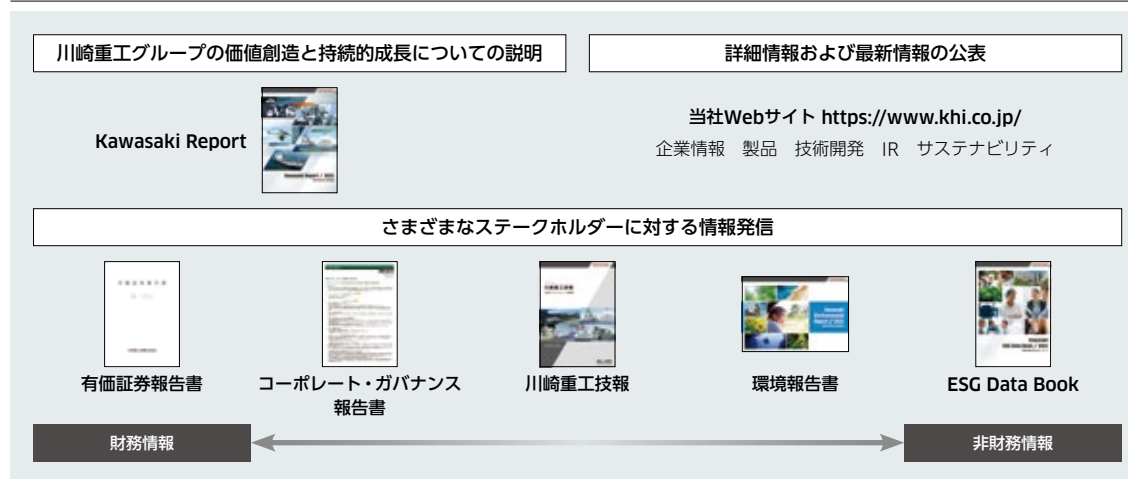 川崎重工グループの価値創造と持続的成長についての説明
詳細情報および最新情報の公表
Kawasaki Report
当社Webサイト https://www.khi.co.jp/
企業情報 製品 技術開発 IR サステナビリティ
さまざまなステークホルダーに対する情報発信
有価証券報告書
コーポレート・ガバナンス
報告書
川崎重工技報
環境報告書
ESG Data Book
財務情報
非財務情報